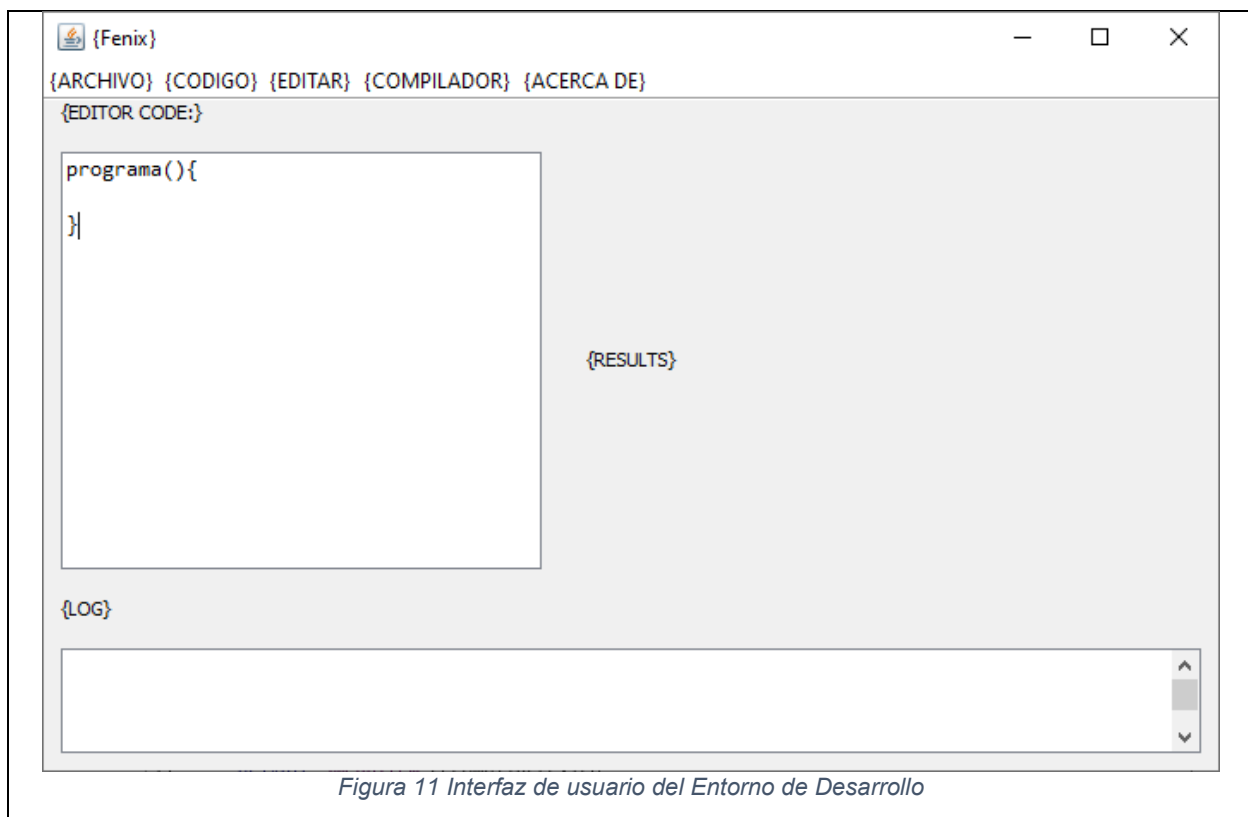 {Fenix}
{ARCHIVO} {CODIGO} {EDITAR} {COMPILADOR} {ACERCA DE}
{EDITOR CODE:}
programa(){
}
{RESULTS}
{LOG}
Figura 11 Interfaz de usuario del Entorno de Desarrollo